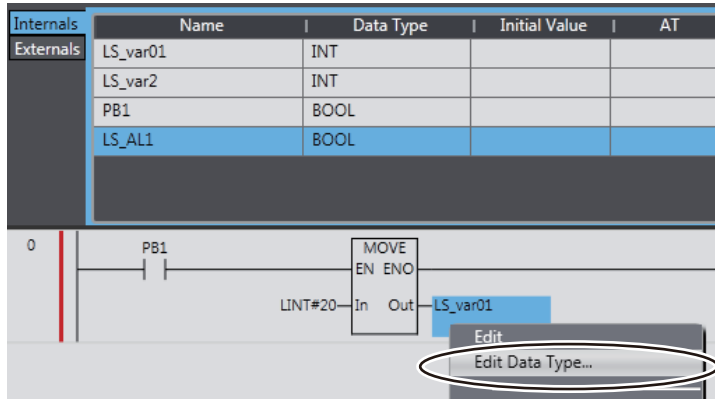 Internals Name Data Type Initial Value AT
Externals LS_var01 INT
LS_var2 INT
PB1 BOOL
LS_AL1 BOOL
0 PB1 MOVE
EN ENO
LINT#20 In Out LS_var01
Edit
Edit Data Type...